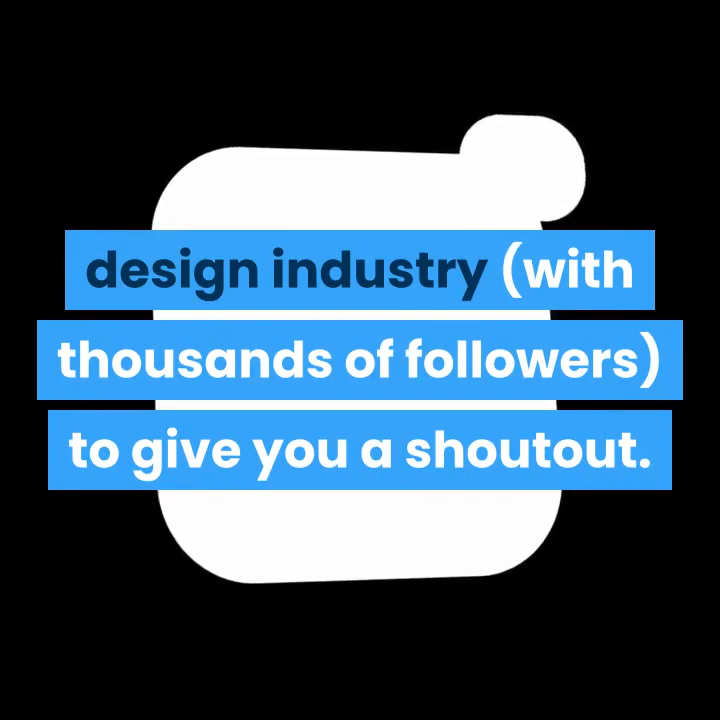 design industry (with
thousands of followers)
to give you a shoutout.